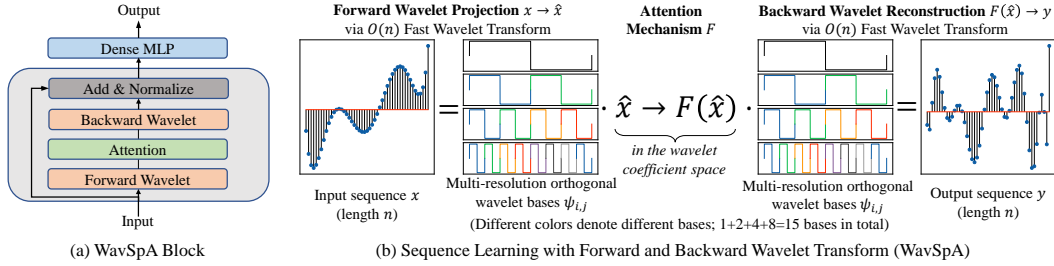 Output
Dense MLP
Add & Normalize
Backward Wavelet
Attention
Forward Wavelet
Input
(a) WavSpA Block
Forward Wavelet Projection x → x̂
via O(n) Fast Wavelet Transform
Input sequence x
(length n)
=
Multi-resolution orthogonal
wavelet bases ψi,j
Attention
Mechanism F
· x̂ → F(x̂) ·
in the wavelet
coefficient space
Backward Wavelet Reconstruction F(x̂) → y
via O(n) Fast Wavelet Transform
Multi-resolution orthogonal
wavelet bases ψi,j
=
Output sequence y
(length n)
(Different colors denote different bases; 1+2+4+8=15 bases in total)
(b) Sequence Learning with Forward and Backward Wavelet Transform (WavSpA)